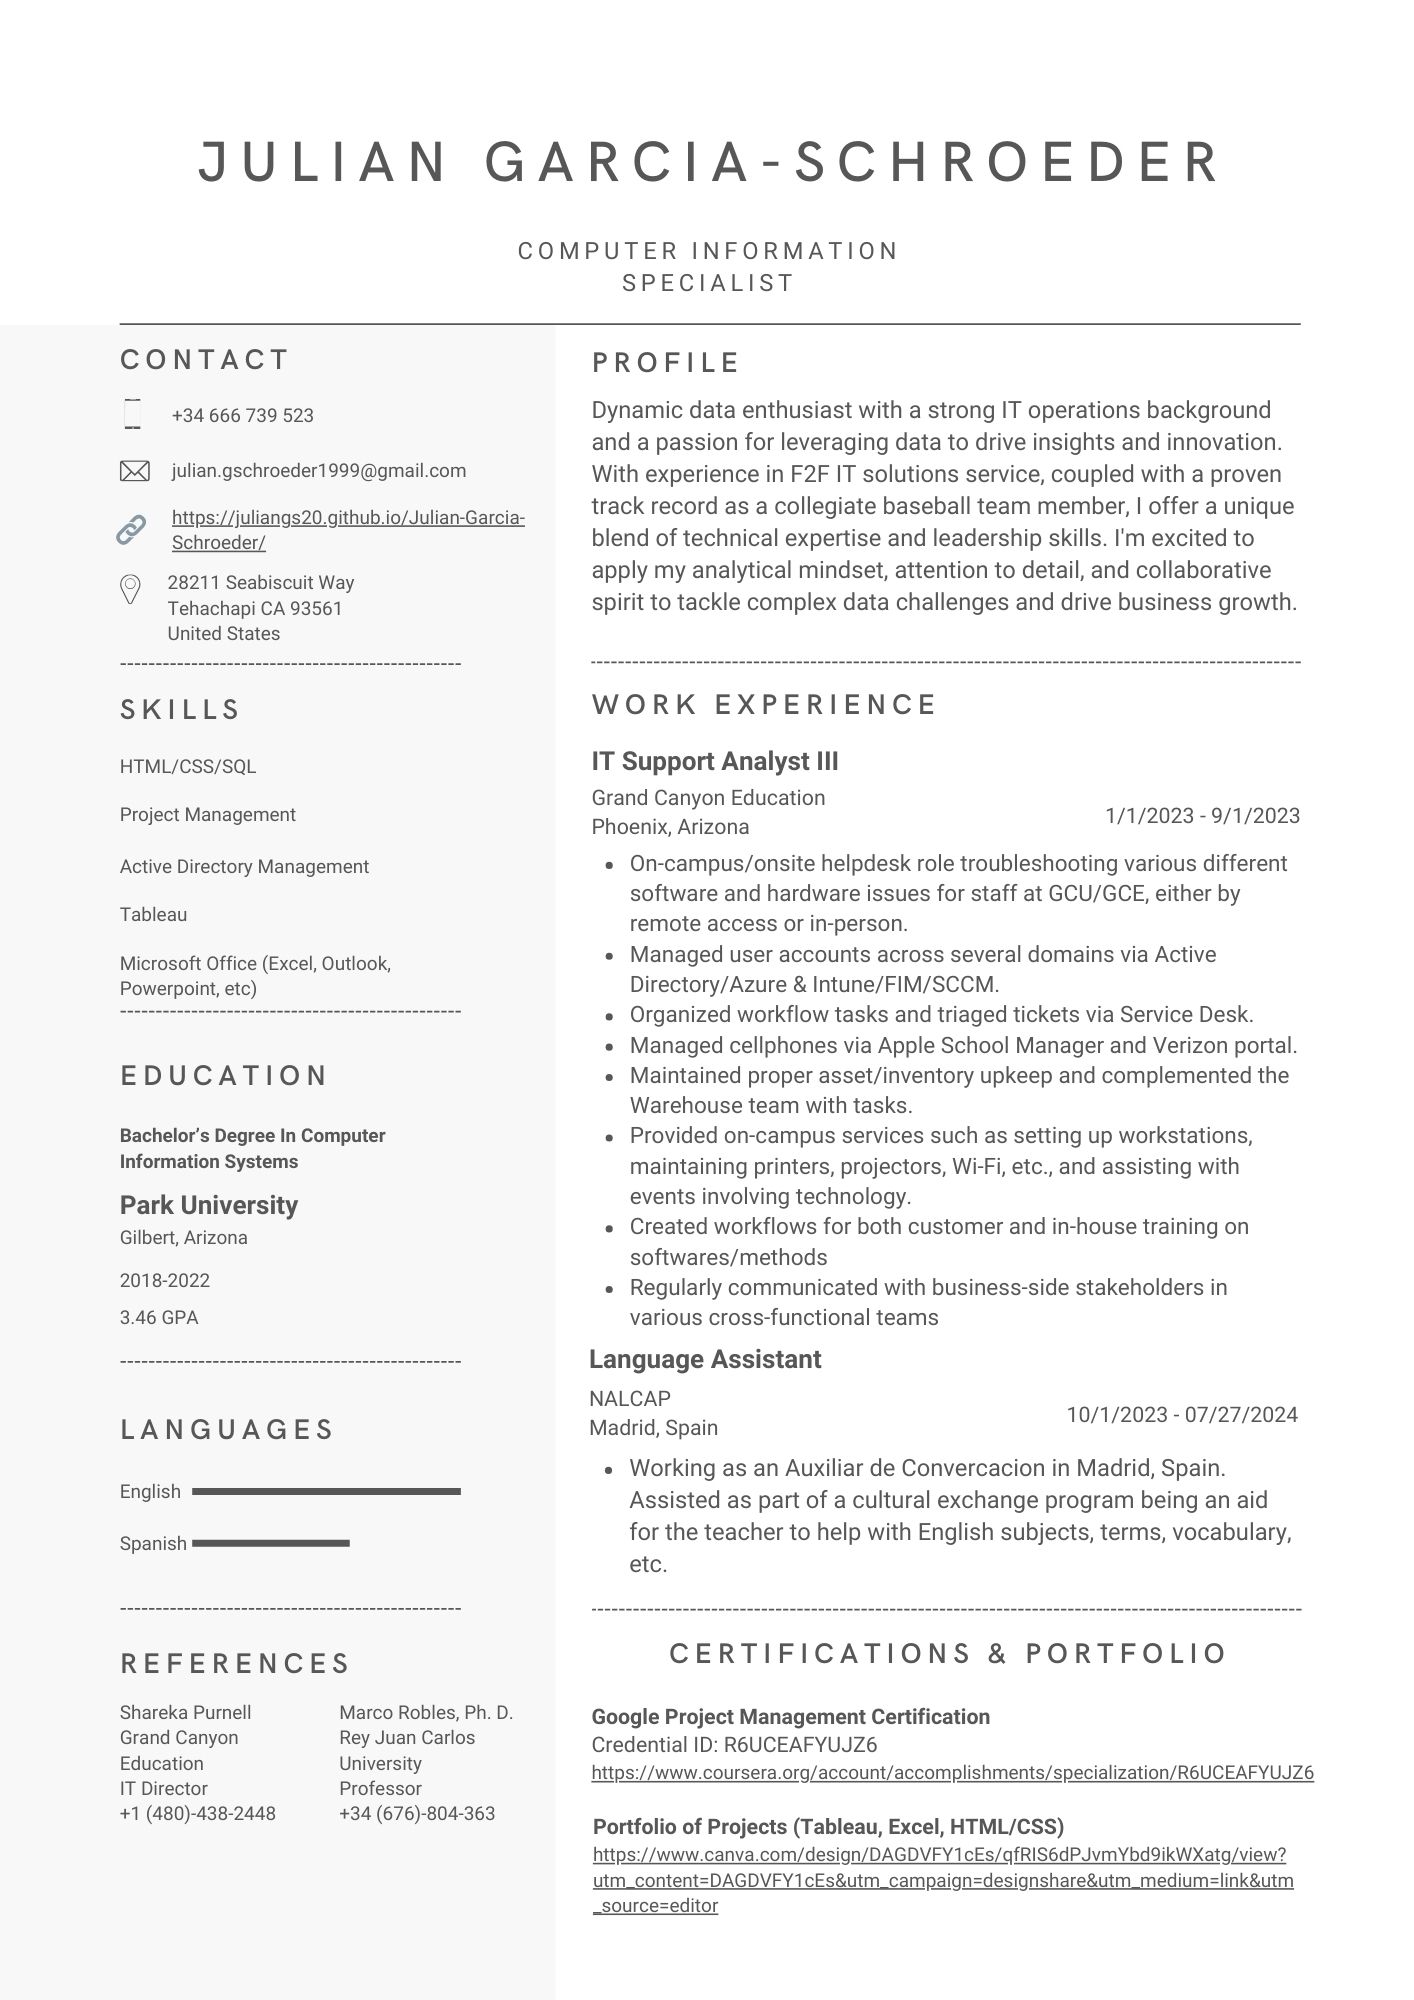 JULIAN GARCIA-SCHROEDER
COMPUTER INFORMATION
SPECIALIST
CONTACT
+34 666 739 523
julian.gschroeder1999@gmail.com
https://juliangs20.github.io/Julian-Garcia-
Schroeder/
28211 Seabiscuit Way
Tehachapi CA 93561
United States
-----------------------------------------------
SKILLS
HTML/CSS/SQL
Project Management
Active Directory Management
Tableau
Microsoft Office (Excel, Outlook,
Powerpoint, etc)
-----------------------------------------------
EDUCATION
Bachelor’s Degree In Computer
Information Systems
Park University
Gilbert, Arizona
2018-2022
3.46 GPA
-----------------------------------------------
LANGUAGES
English
Spanish
-----------------------------------------------
REFERENCES
Shareka Purnell
Grand Canyon
Education
IT Director
+1 (480)-438-2448
Marco Robles, Ph. D.
Rey Juan Carlos
University
Professor
+34 (676)-804-363
PROFILE
Dynamic data enthusiast with a strong IT operations background
and a passion for leveraging data to drive insights and innovation.
With experience in F2F IT solutions service, coupled with a proven
track record as a collegiate baseball team member, I offer a unique
blend of technical expertise and leadership skills. I'm excited to
apply my analytical mindset, attention to detail, and collaborative
spirit to tackle complex data challenges and drive business growth.
WORK EXPERIENCE
IT Support Analyst III
Grand Canyon Education
Phoenix, Arizona
1/1/2023 - 9/1/2023
• On-campus/onsite helpdesk role troubleshooting various different
software and hardware issues for staff at GCU/GCE, either by
remote access or in-person.
• Managed user accounts across several domains via Active
Directory/Azure & Intune/FIM/SCCM.
• Organized workflow tasks and triaged tickets via Service Desk.
• Managed cellphones via Apple School Manager and Verizon portal.
• Maintained proper asset/inventory upkeep and complemented the
Warehouse team with tasks.
• Provided on-campus services such as setting up workstations,
maintaining printers, projectors, Wi-Fi, etc., and assisting with
events involving technology.
• Created workflows for both customer and in-house training on
softwares/methods
• Regularly communicated with business-side stakeholders in
various cross-functional teams
Language Assistant
NALCAP
Madrid, Spain
10/1/2023 - 07/27/2024
• Working as an Auxiliar de Convercacion in Madrid, Spain.
Assisted as part of a cultural exchange program being an aid
for the teacher to help with English subjects, terms, vocabulary,
etc.
CERTIFICATIONS & PORTFOLIO
Google Project Management Certification
Credential ID: R6UCEAFYUJZ6
https://www.coursera.org/account/accomplishments/specialization/R6UCEAFYUJZ6
Portfolio of Projects (Tableau, Excel, HTML/CSS)
https://www.canva.com/design/DAGDVFY1cEs/qfRIS6dPJvmYbd9ikWXatg/view?
utm_content=DAGDVFY1cEs&utm_campaign=designshare&utm_medium=link&utm
_source=editor